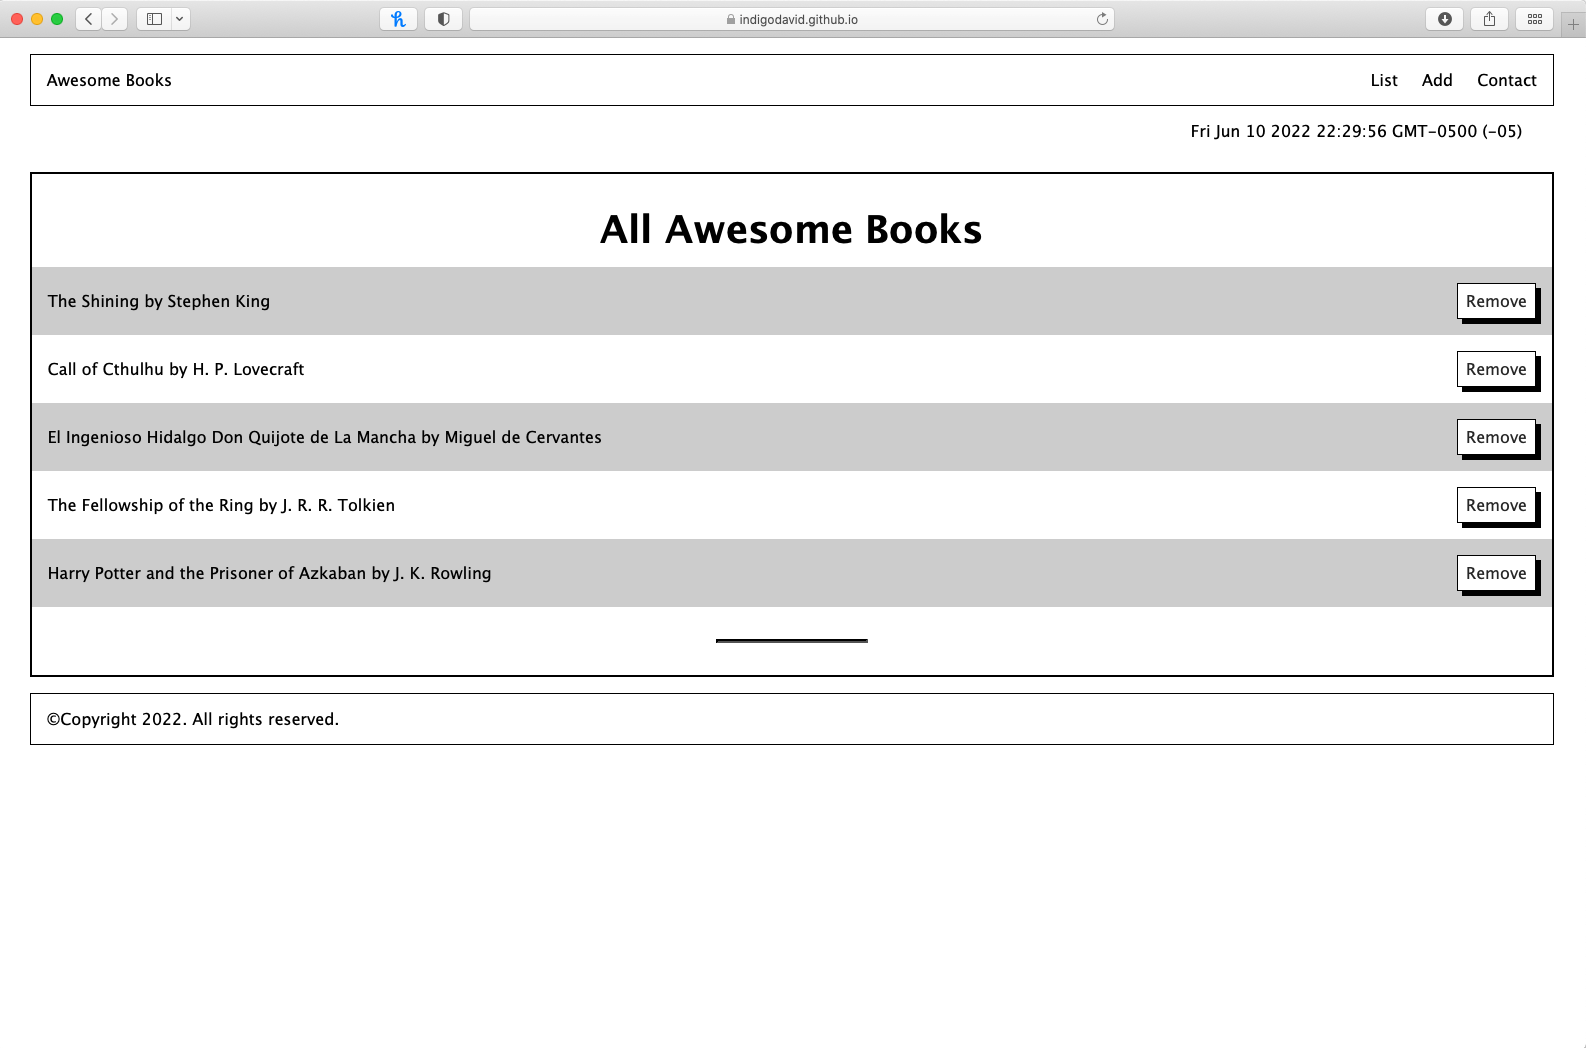 indigodavid.github.io
Awesome Books List Add Contact
Fri Jun 10 2022 22:29:56 GMT-0500 (-05)
All Awesome Books
The Shining by Stephen King Remove
Call of Cthulhu by H. P. Lovecraft Remove
El Ingenioso Hidalgo Don Quijote de La Mancha by Miguel de Cervantes Remove
The Fellowship of the Ring by J. R. R. Tolkien Remove
Harry Potter and the Prisoner of Azkaban by J. K. Rowling Remove
©Copyright 2022. All rights reserved.